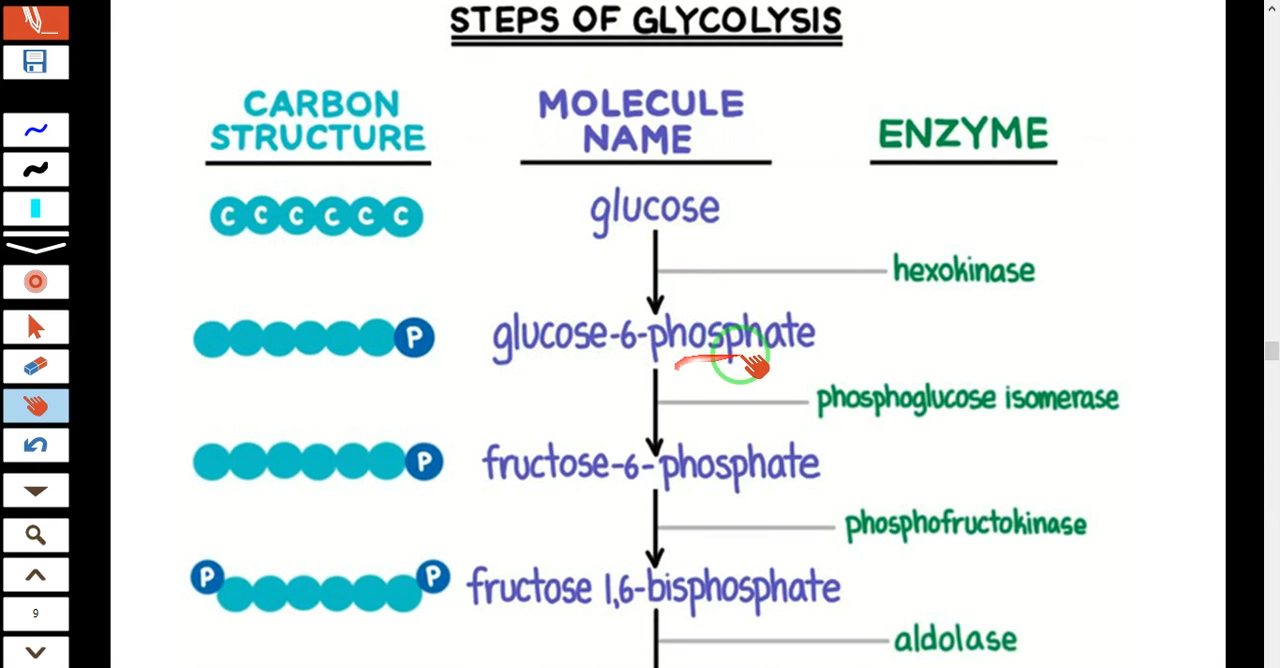 STEPS OF GLYCOLYSIS
CARBON STRUCTURE
MOLECULE NAME
ENZYME
C C C C C C
glucose
hexokinase
P
glucose-6-phosphate
phosphoglucose isomerase
P
fructose-6-phosphate
phosphofructokinase
P
P
fructose 1,6-bisphosphate
aldolase
9